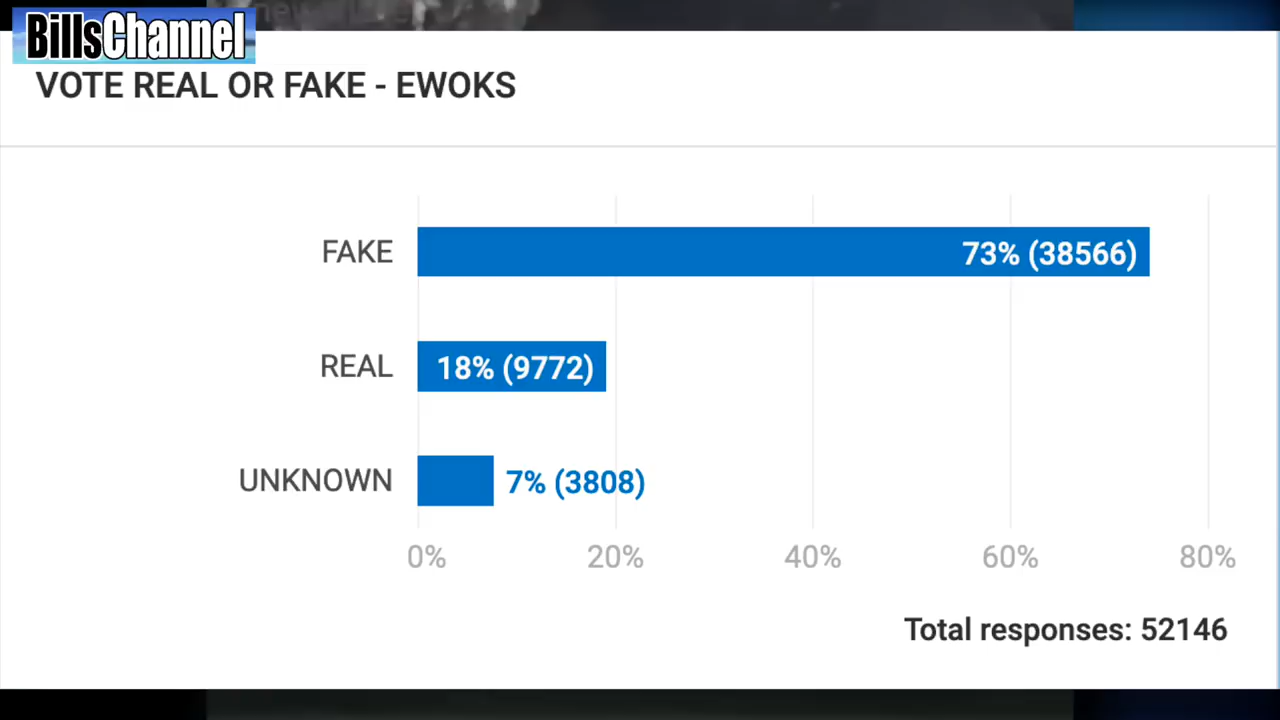 BillsChannel
VOTE REAL OR FAKE - EWOKS
FAKE
73% (38566)
REAL
18% (9772)
UNKNOWN
7% (3808)
0% 20% 40% 60% 80%
Total responses: 52146